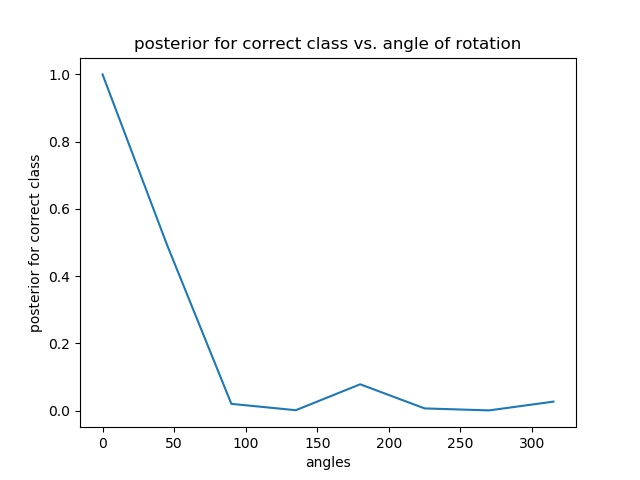 posterior for correct class vs. angle of rotation
1.0
0.8
0.6
0.4
0.2
0.0
posterior for correct class
0 50 100 150 200 250 300
angles